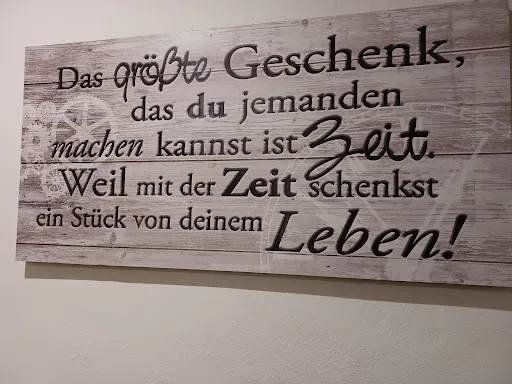 Das größte Geschenk,
das du jemanden
machen kannst ist Zeit.
Weil mit der Zeit schenkst
ein Stück von deinem
Leben!